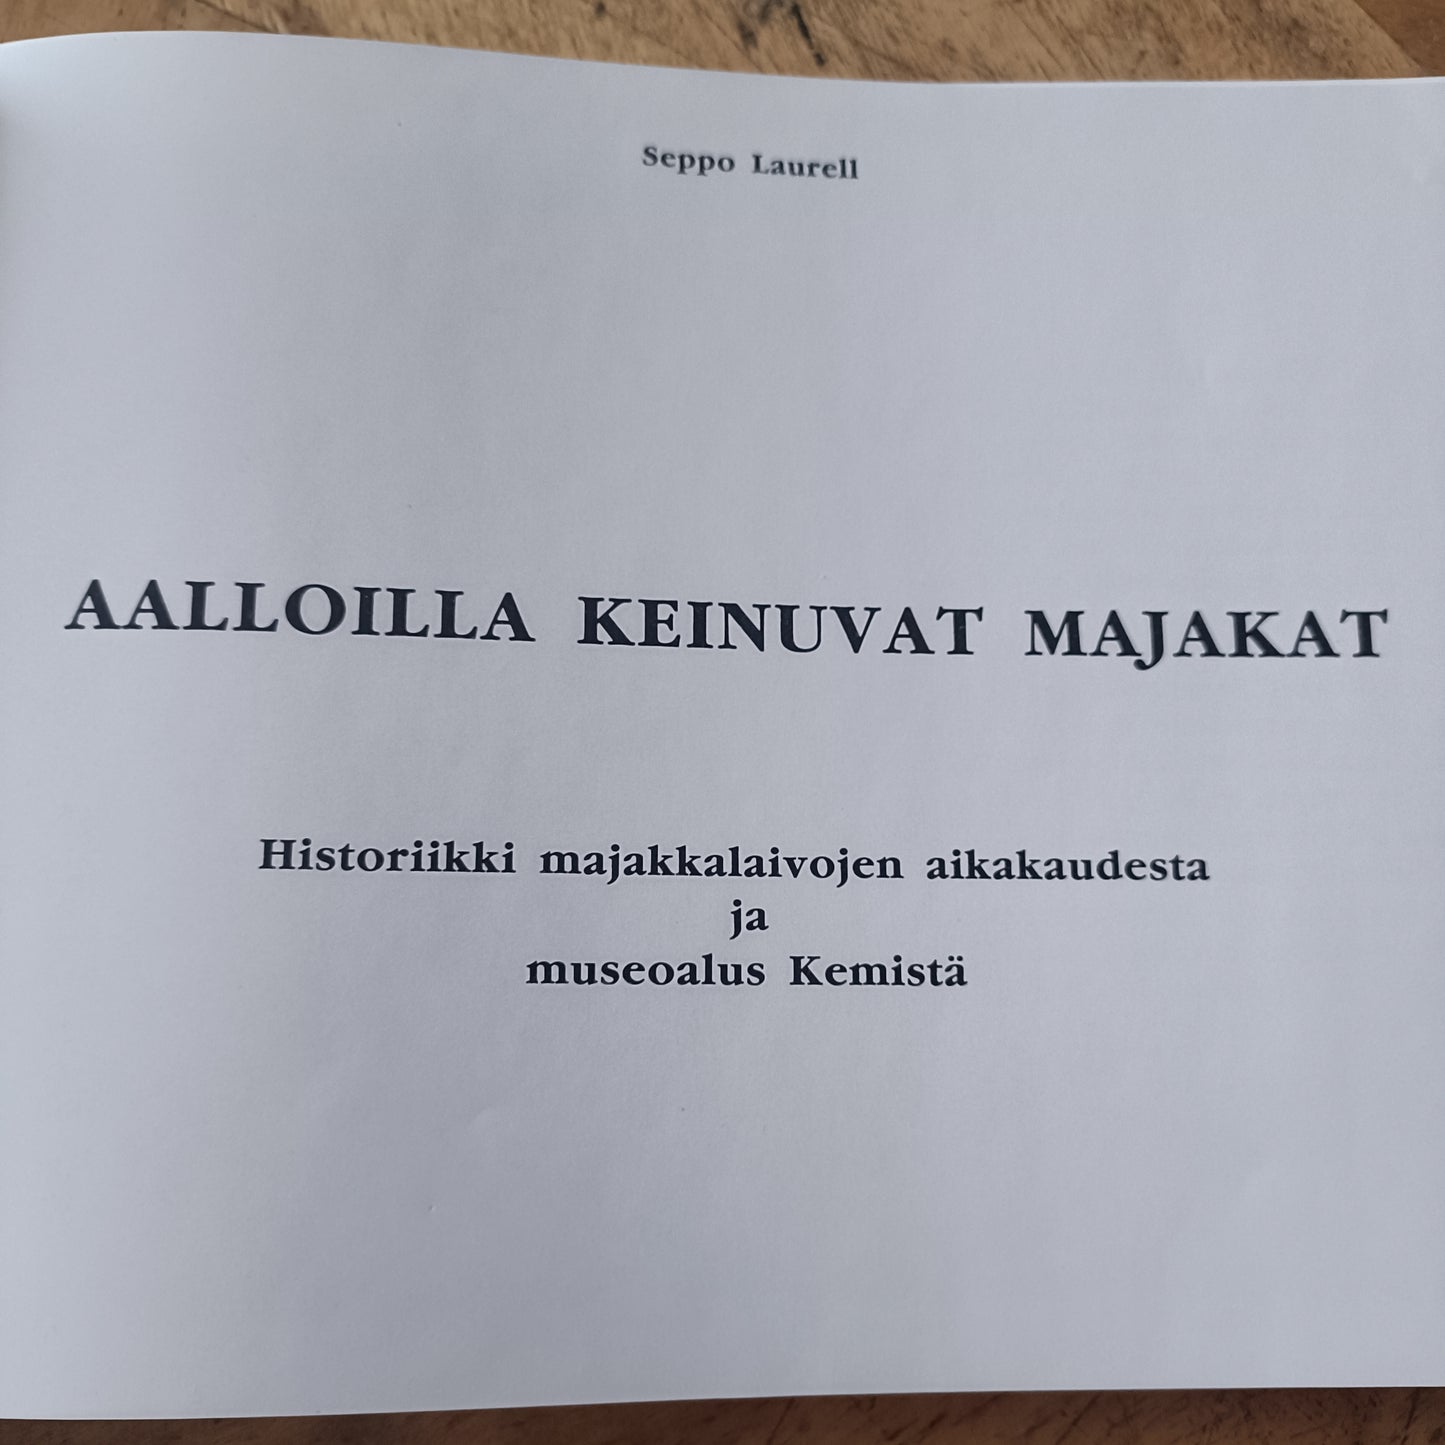 Seppo Laurell
AALLOILLA KEINUVAT MAJAKAT
Historiikki majakkalaivojen aikakaudesta
ja
museoalus Kemistä